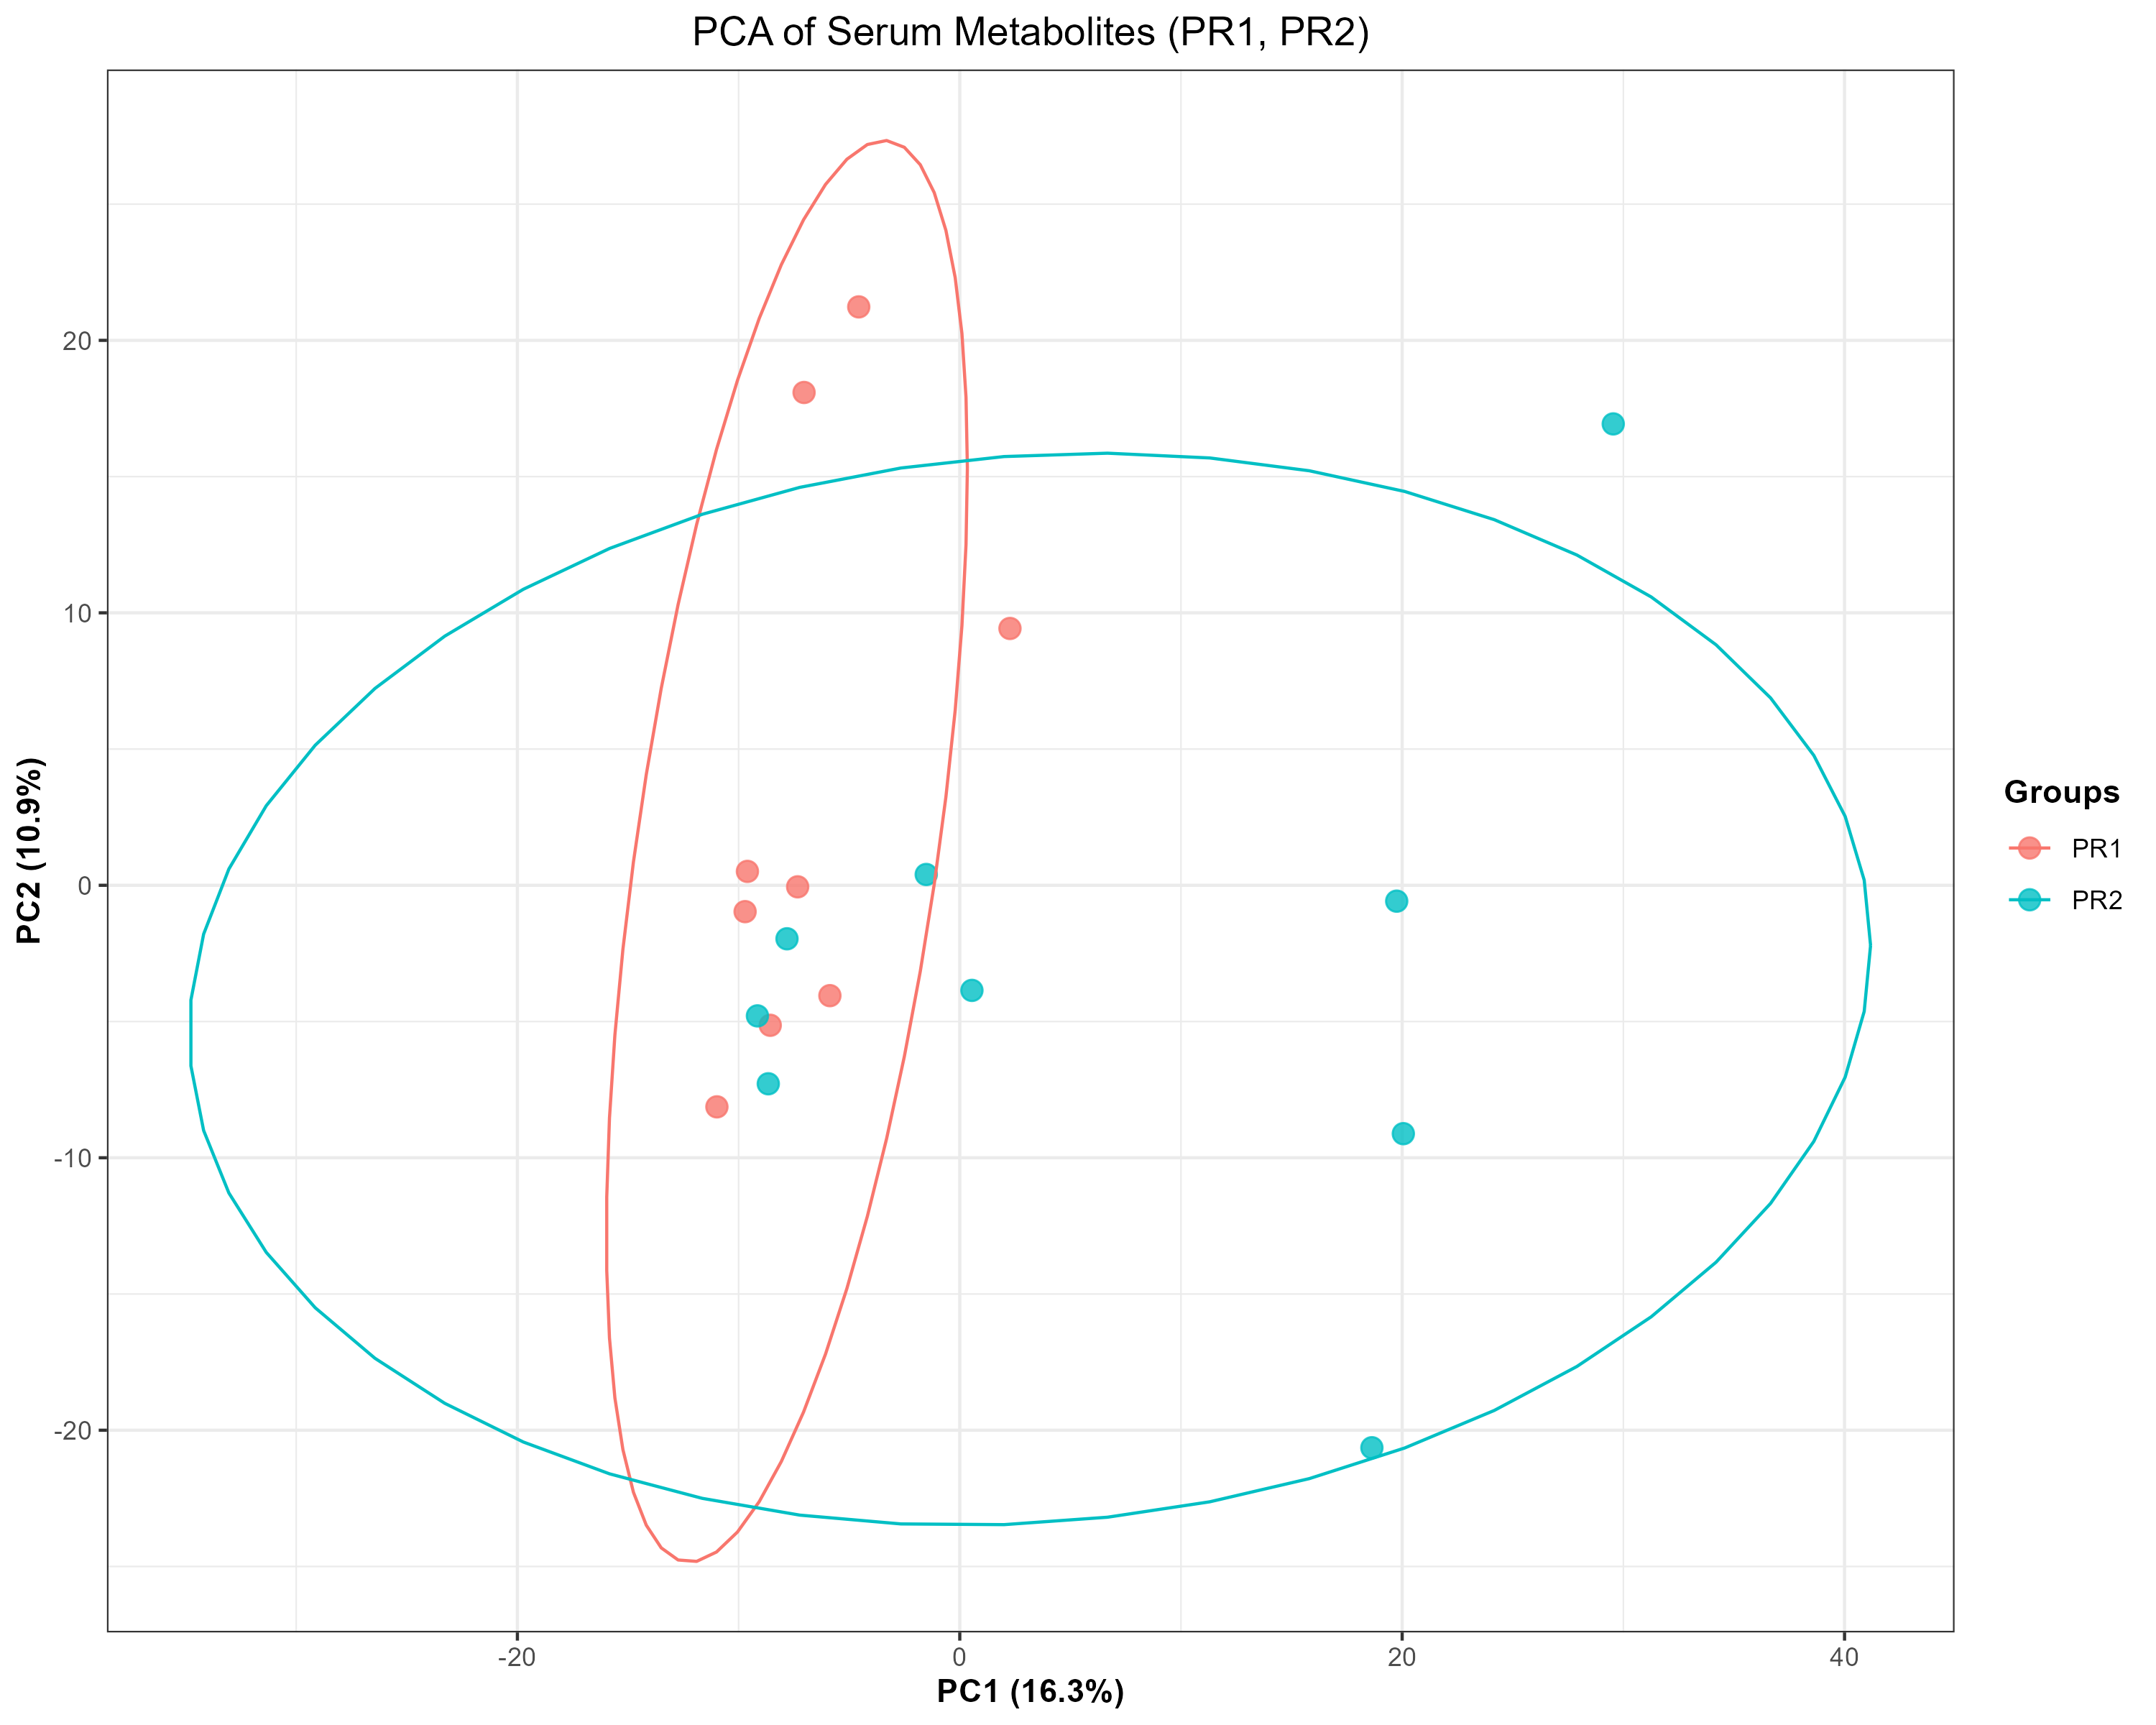 PCA of Serum Metabolites (PR1, PR2)
20
10
0
-10
-20
PC2 (10.9%)
-20
0
20
40
PC1 (16.3%)
Groups
PR1
PR2